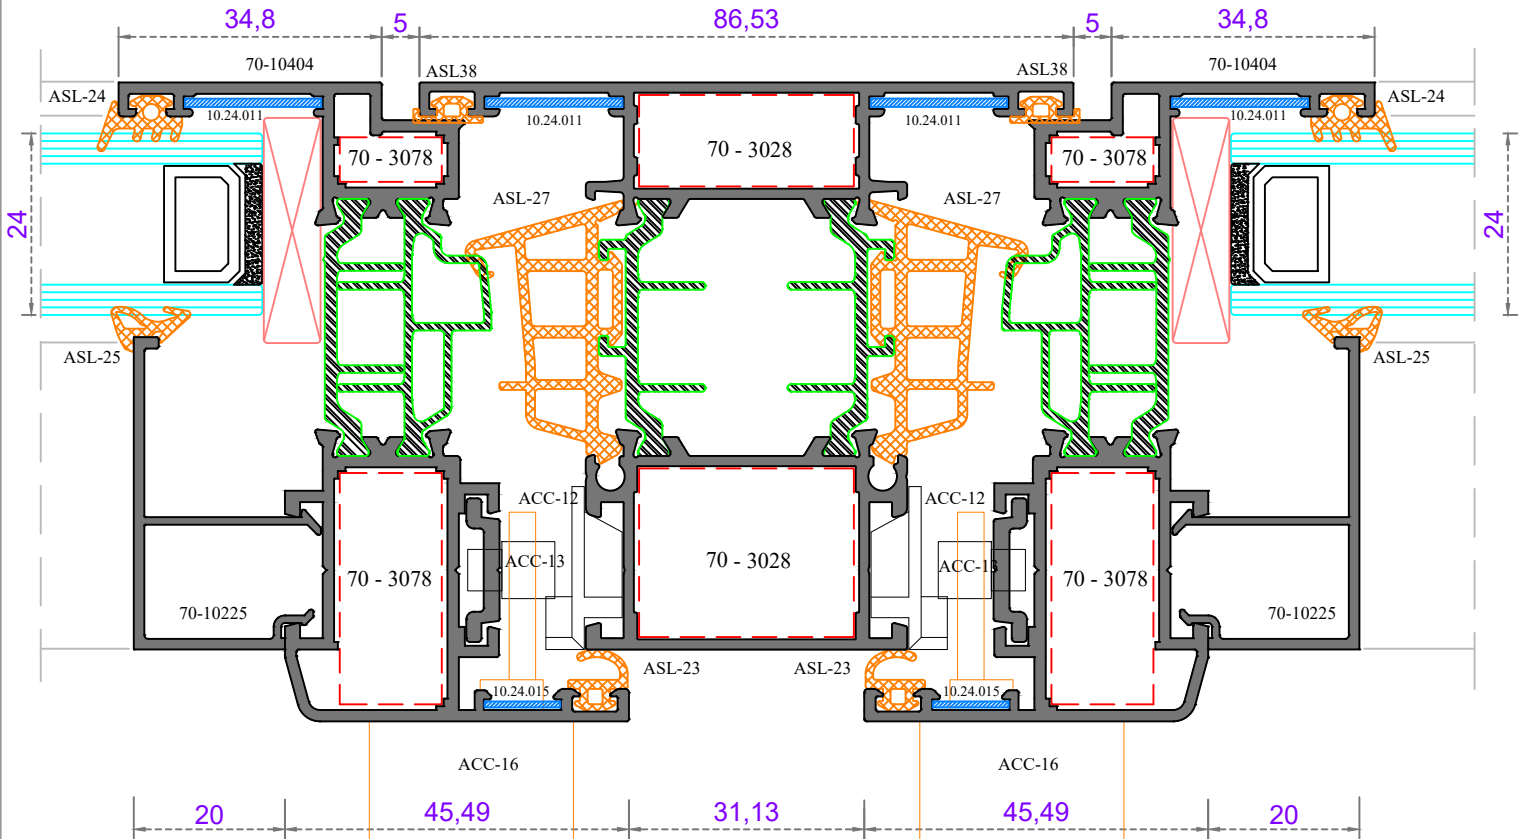 34,8 5 86,53 5 34,8
70-10404 ASL38 ASL38 70-10404
ASL-24 ASL-24
10.24.011 10.24.011 10.24.011 10.24.011
70 - 3078 70 - 3028 70 - 3078
ASL-27 ASL-27
24 24
ASL-25 ASL-25
ACC-12 ACC-12
ACC-13 70 - 3028 ACC-13
70 - 3078 70 - 3078
70-10225 70-10225
ASL-23 ASL-23
10.24.015 10.24.015
ACC-16 ACC-16
20 45,49 31,13 45,49 20